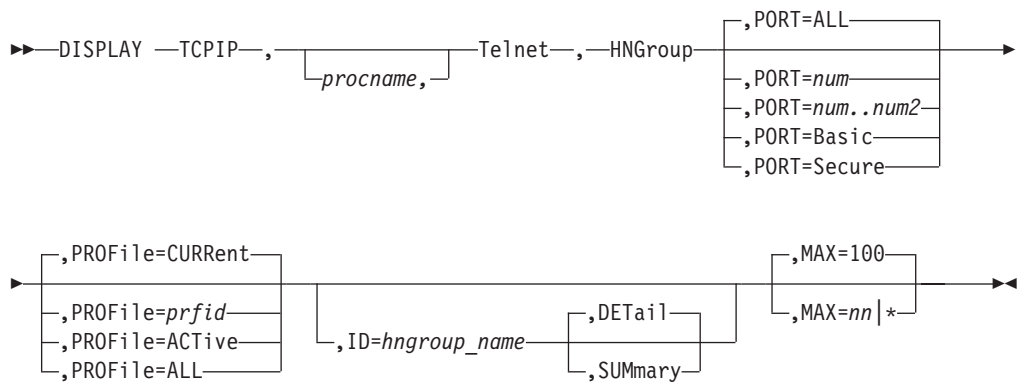 ,PORT=ALL
DISPLAY TCPIP , Telnet , HNGroup
procname, ,PORT=num
,PORT=num..num2
,PORT=Basic
,PORT=Secure
,PROFile=CURRent ,MAX=100
,PROFile=prfid ,DETail ,MAX=nn|*
,PROFile=ACTive ,ID=hngroup_name
,PROFile=ALL ,SUMmary